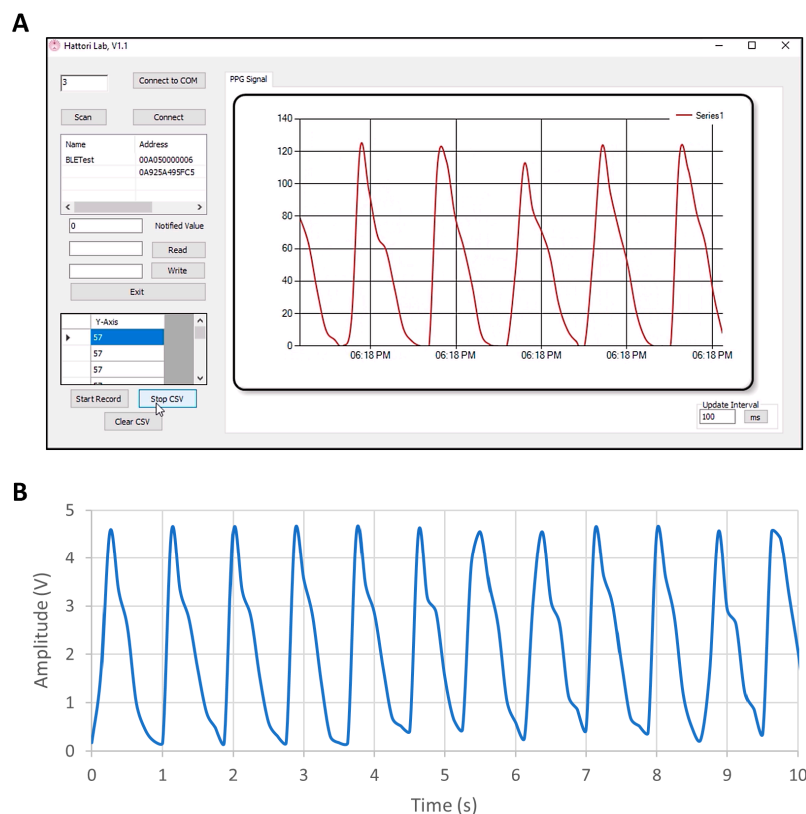 A
Hattori Lab, V1.1
3
Connect to COM
Scan
Connect
Name Address
BLETest 00A050000006
0A925A495FC5
0 Notified Value
Read
Write
Exit
Y-Axis
57
57
57
Start Record Stop CSV
Clear CSV
PPG Signal
Series1
140
120
100
80
60
40
20
0
06:18 PM 06:18 PM 06:18 PM 06:18 PM 06:18 PM
Update Interval
100 ms
B
Amplitude (V)
5
4
3
2
1
0
0 1 2 3 4 5 6 7 8 9 10
Time (s)